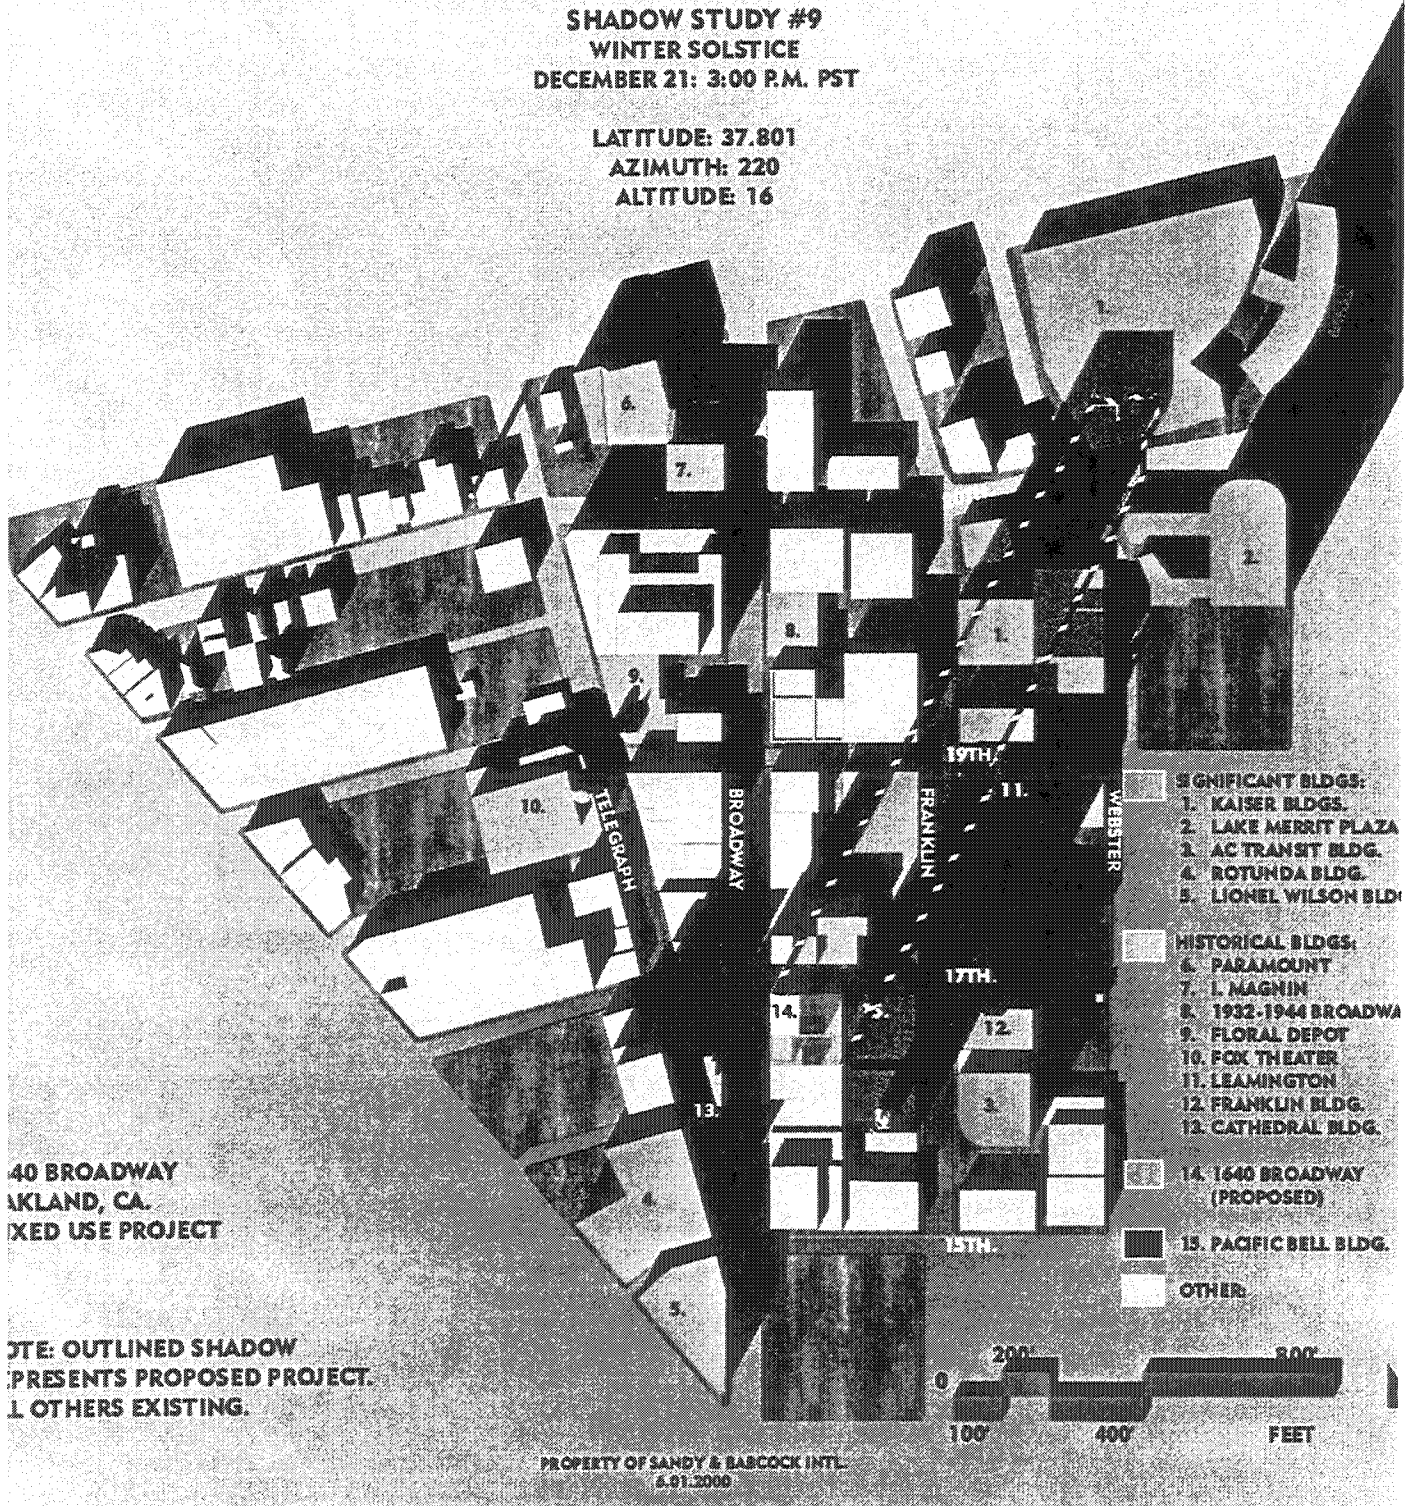 SHADOW STUDY #9
WINTER SOLSTICE
DECEMBER 21: 3:00 P.M. PST
LATITUDE: 37.801
AZIMUTH: 220
ALTITUDE: 16
1.
6.
7.
2.
8.
1.
9.
19TH.
10.
11.
TELEGRAPH
BROADWAY
FRANKLIN
WEBSTER
17TH.
14.
15.
12.
13.
3.
4.
15TH.
5.
SIGNIFICANT BLDGS:
1. KAISER BLDGS.
2. LAKE MERRIT PLAZA
3. AC TRANSIT BLDG.
4. ROTUNDA BLDG.
5. LIONEL WILSON BLD
HISTORICAL BLDGS:
6. PARAMOUNT
7. I. MAGNIN
8. 1932-1944 BROADWA
9. FLORAL DEPOT
10. FOX THEATER
11. LEAMINGTON
12. FRANKLIN BLDG.
13. CATHEDRAL BLDG.
14. 1640 BROADWAY
(PROPOSED)
15. PACIFIC BELL BLDG.
OTHER:
40 BROADWAY
AKLAND, CA.
IXED USE PROJECT
OTE: OUTLINED SHADOW
EPRESENTS PROPOSED PROJECT.
LL OTHERS EXISTING.
0 200' 800'
100' 400' FEET
PROPERTY OF SANDY & BABCOCK INTL.
6.01.2000